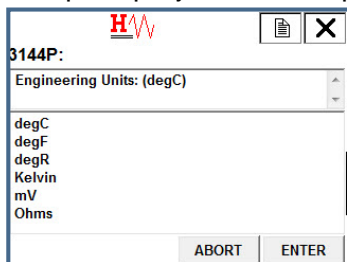 H
3144P:
Engineering Units: (degC)
degC
degF
degR
Kelvin
mV
Ohms
ABORT ENTER